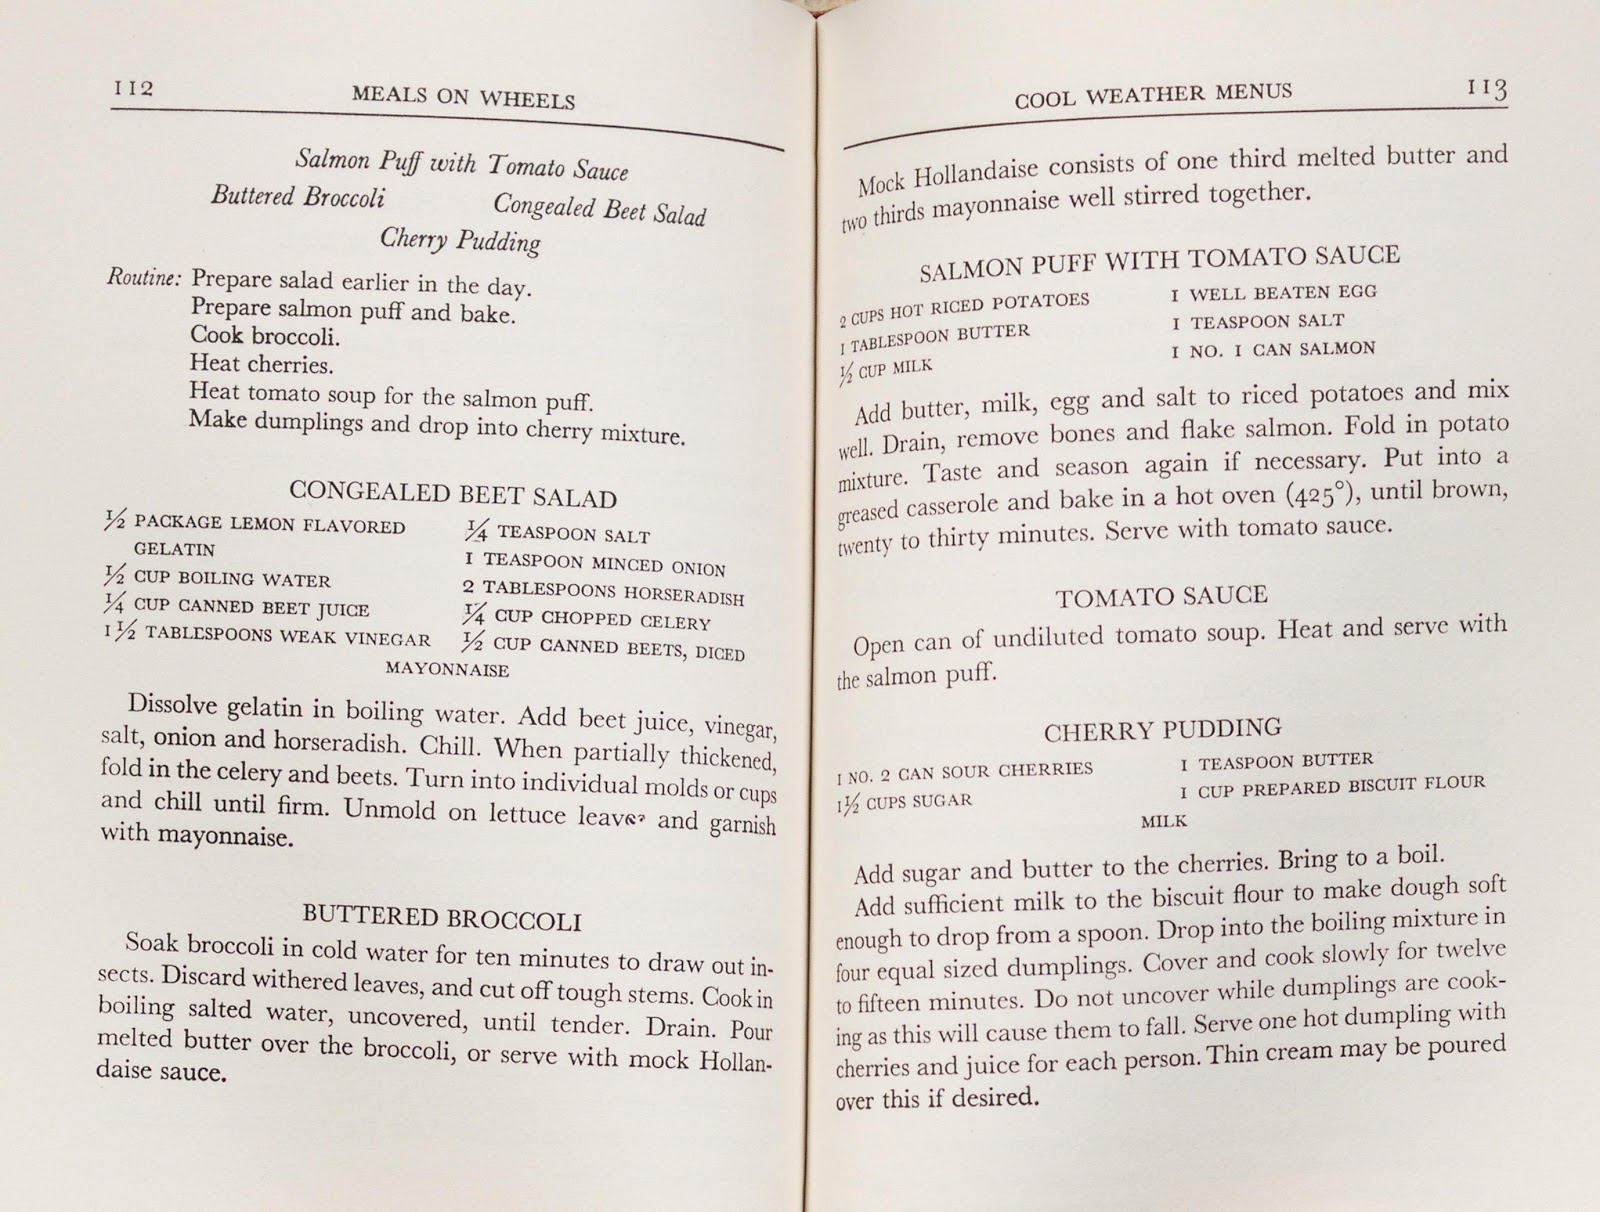 112
MEALS ON WHEELS
Salmon Puff with Tomato Sauce
Buttered Broccoli Congealed Beet Salad
Cherry Pudding
Routine: Prepare salad earlier in the day.
Prepare salmon puff and bake.
Cook broccoli.
Heat cherries.
Heat tomato soup for the salmon puff.
Make dumplings and drop into cherry mixture.
CONGEALED BEET SALAD
½ PACKAGE LEMON FLAVORED
GELATIN
½ CUP BOILING WATER
¼ CUP CANNED BEET JUICE
1½ TABLESPOONS WEAK VINEGAR
¼ TEASPOON SALT
1 TEASPOON MINCED ONION
2 TABLESPOONS HORSERADISH
¼ CUP CHOPPED CELERY
½ CUP CANNED BEETS, DICED
MAYONNAISE
Dissolve gelatin in boiling water. Add beet juice, vinegar,
salt, onion and horseradish. Chill. When partially thickened,
fold in the celery and beets. Turn into individual molds or cups
and chill until firm. Unmold on lettuce leaves and garnish
with mayonnaise.
BUTTERED BROCCOLI
Soak broccoli in cold water for ten minutes to draw out in-
sects. Discard withered leaves, and cut off tough stems. Cook in
boiling salted water, uncovered, until tender. Drain. Pour
melted butter over the broccoli, or serve with mock Hollan-
daise sauce.
COOL WEATHER MENUS
113
Mock Hollandaise consists of one third melted butter and
two thirds mayonnaise well stirred together.
SALMON PUFF WITH TOMATO SAUCE
2 CUPS HOT RICED POTATOES
1 TABLESPOON BUTTER
½ CUP MILK
1 WELL BEATEN EGG
1 TEASPOON SALT
1 NO. 1 CAN SALMON
Add butter, milk, egg and salt to riced potatoes and mix
well. Drain, remove bones and flake salmon. Fold in potato
mixture. Taste and season again if necessary. Put into a
greased casserole and bake in a hot oven (425°), until brown,
twenty to thirty minutes. Serve with tomato sauce.
TOMATO SAUCE
Open can of undiluted tomato soup. Heat and serve with
the salmon puff.
CHERRY PUDDING
1 NO. 2 CAN SOUR CHERRIES
1½ CUPS SUGAR
1 TEASPOON BUTTER
1 CUP PREPARED BISCUIT FLOUR
MILK
Add sugar and butter to the cherries. Bring to a boil.
Add sufficient milk to the biscuit flour to make dough soft
enough to drop from a spoon. Drop into the boiling mixture in
four equal sized dumplings. Cover and cook slowly for twelve
to fifteen minutes. Do not uncover while dumplings are cook-
ing as this will cause them to fall. Serve one hot dumpling with
cherries and juice for each person. Thin cream may be poured
over this if desired.